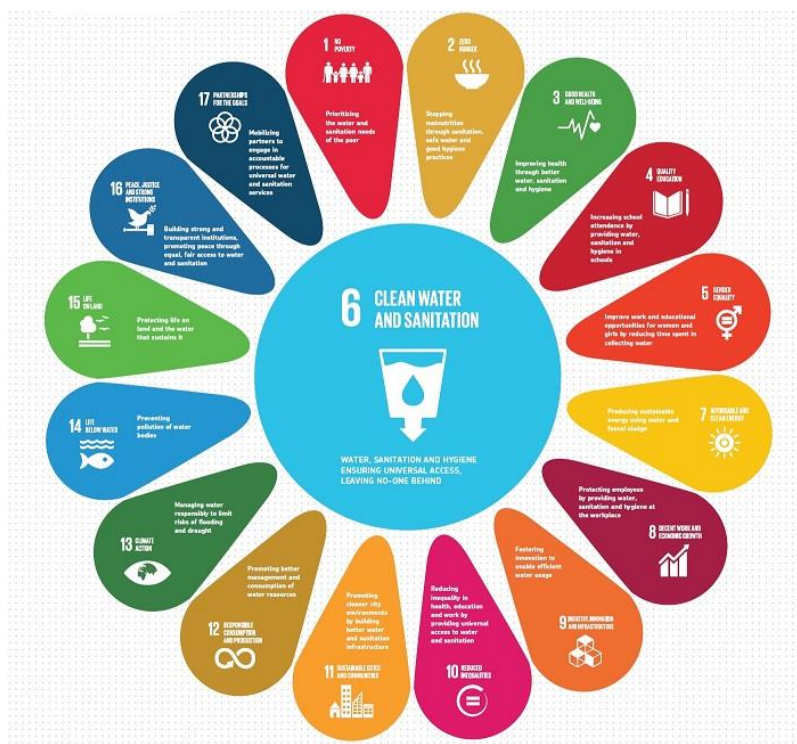 6 CLEAN WATER
AND SANITATION
WATER, SANITATION AND HYGIENE
ENSURING UNIVERSAL ACCESS,
LEAVING NO-ONE BEHIND
1 NO
POVERTY
Prioritizing
the water and
sanitation needs
of the poor
2 ZERO
HUNGER
Stopping
malnutrition
through sanitation,
safe water and
good hygiene
practices
3 GOOD HEALTH
AND WELL-BEING
Improving health
through better
water, sanitation
and hygiene
4 QUALITY
EDUCATION
Increasing school
attendance by
providing water,
sanitation and
hygiene in
schools
5 GENDER
EQUALITY
Improve work and educational
opportunities for women and
girls by reducing time spent in
collecting water
7 AFFORDABLE AND
CLEAN ENERGY
Producing sustainable
energy using water and
faecal sludge
8 DECENT WORK AND
ECONOMIC GROWTH
Protecting employees
by providing water,
sanitation and hygiene at
the workplace
9 INDUSTRY, INNOVATION
AND INFRASTRUCTURE
Fostering
innovation to
enable efficient
water usage
10 REDUCED
INEQUALITIES
Reducing
inequality in
health, education
and work by
providing universal
access to water
and sanitation
11 SUSTAINABLE CITIES
AND COMMUNITIES
Promoting
cleaner city
environments by
building better
water and
sanitation
infrastructure
12 RESPONSIBLE
CONSUMPTION
AND PRODUCTION
Promoting better
management and
consumption of
water resources
13 CLIMATE
ACTION
Managing water
responsibly to limit
risks of flooding
and draught
14 LIFE
BELOW WATER
Preventing
pollution of water
bodies
15 LIFE
ON LAND
Protecting life on
land and the water
that sustains it
16 PEACE, JUSTICE
AND STRONG
INSTITUTIONS
Building strong and
transparent institutions,
promoting peace through
equal, fair access to water
and sanitation
17 PARTNERSHIPS
FOR THE GOALS
Mobilizing
partners to
engage in
accountable
processes for
universal water
and sanitation
services